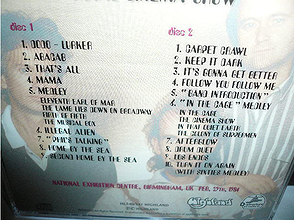 CINEMA SHOW
disc 1
1. DODO - LURKER
2. ABACAB
3. THAT'S ALL
4. MAMA
5. MEDLEY
ELEVENTH EARL OF MAR
THE LAMB LIES DOWN ON BROADWAY
FIRTH OF FIFTH
THE MUSICAL BOX
6. ILLEGAL ALIEN
7. "PHIL TALKING"
8. HOME BY THE SEA
9. SECOND HOME BY THE SEA
disc 2
1. CARPET CRAWL
2. KEEP IT DARK
3. IT'S GONNA GET BETTER
4. FOLLOW YOU FOLLOW ME
5. "BAND INTRODUCTION"
6. "IN THE CAGE" MEDLEY
IN THE CAGE
THE CINEMA SHOW
IN THAT QUIET EARTH
THE COLONY OF SLIPPERMEN
7. AFTERGLOW
8. DRUM DUET
9. LOS ENDOS
10. TURN IT ON AGAIN
(WITH SIXTIES MEDLEY)
NATIONAL EXHIBITION CENTRE, BIRMINGHAM, UK FEB, 27TH, 1984
Highland